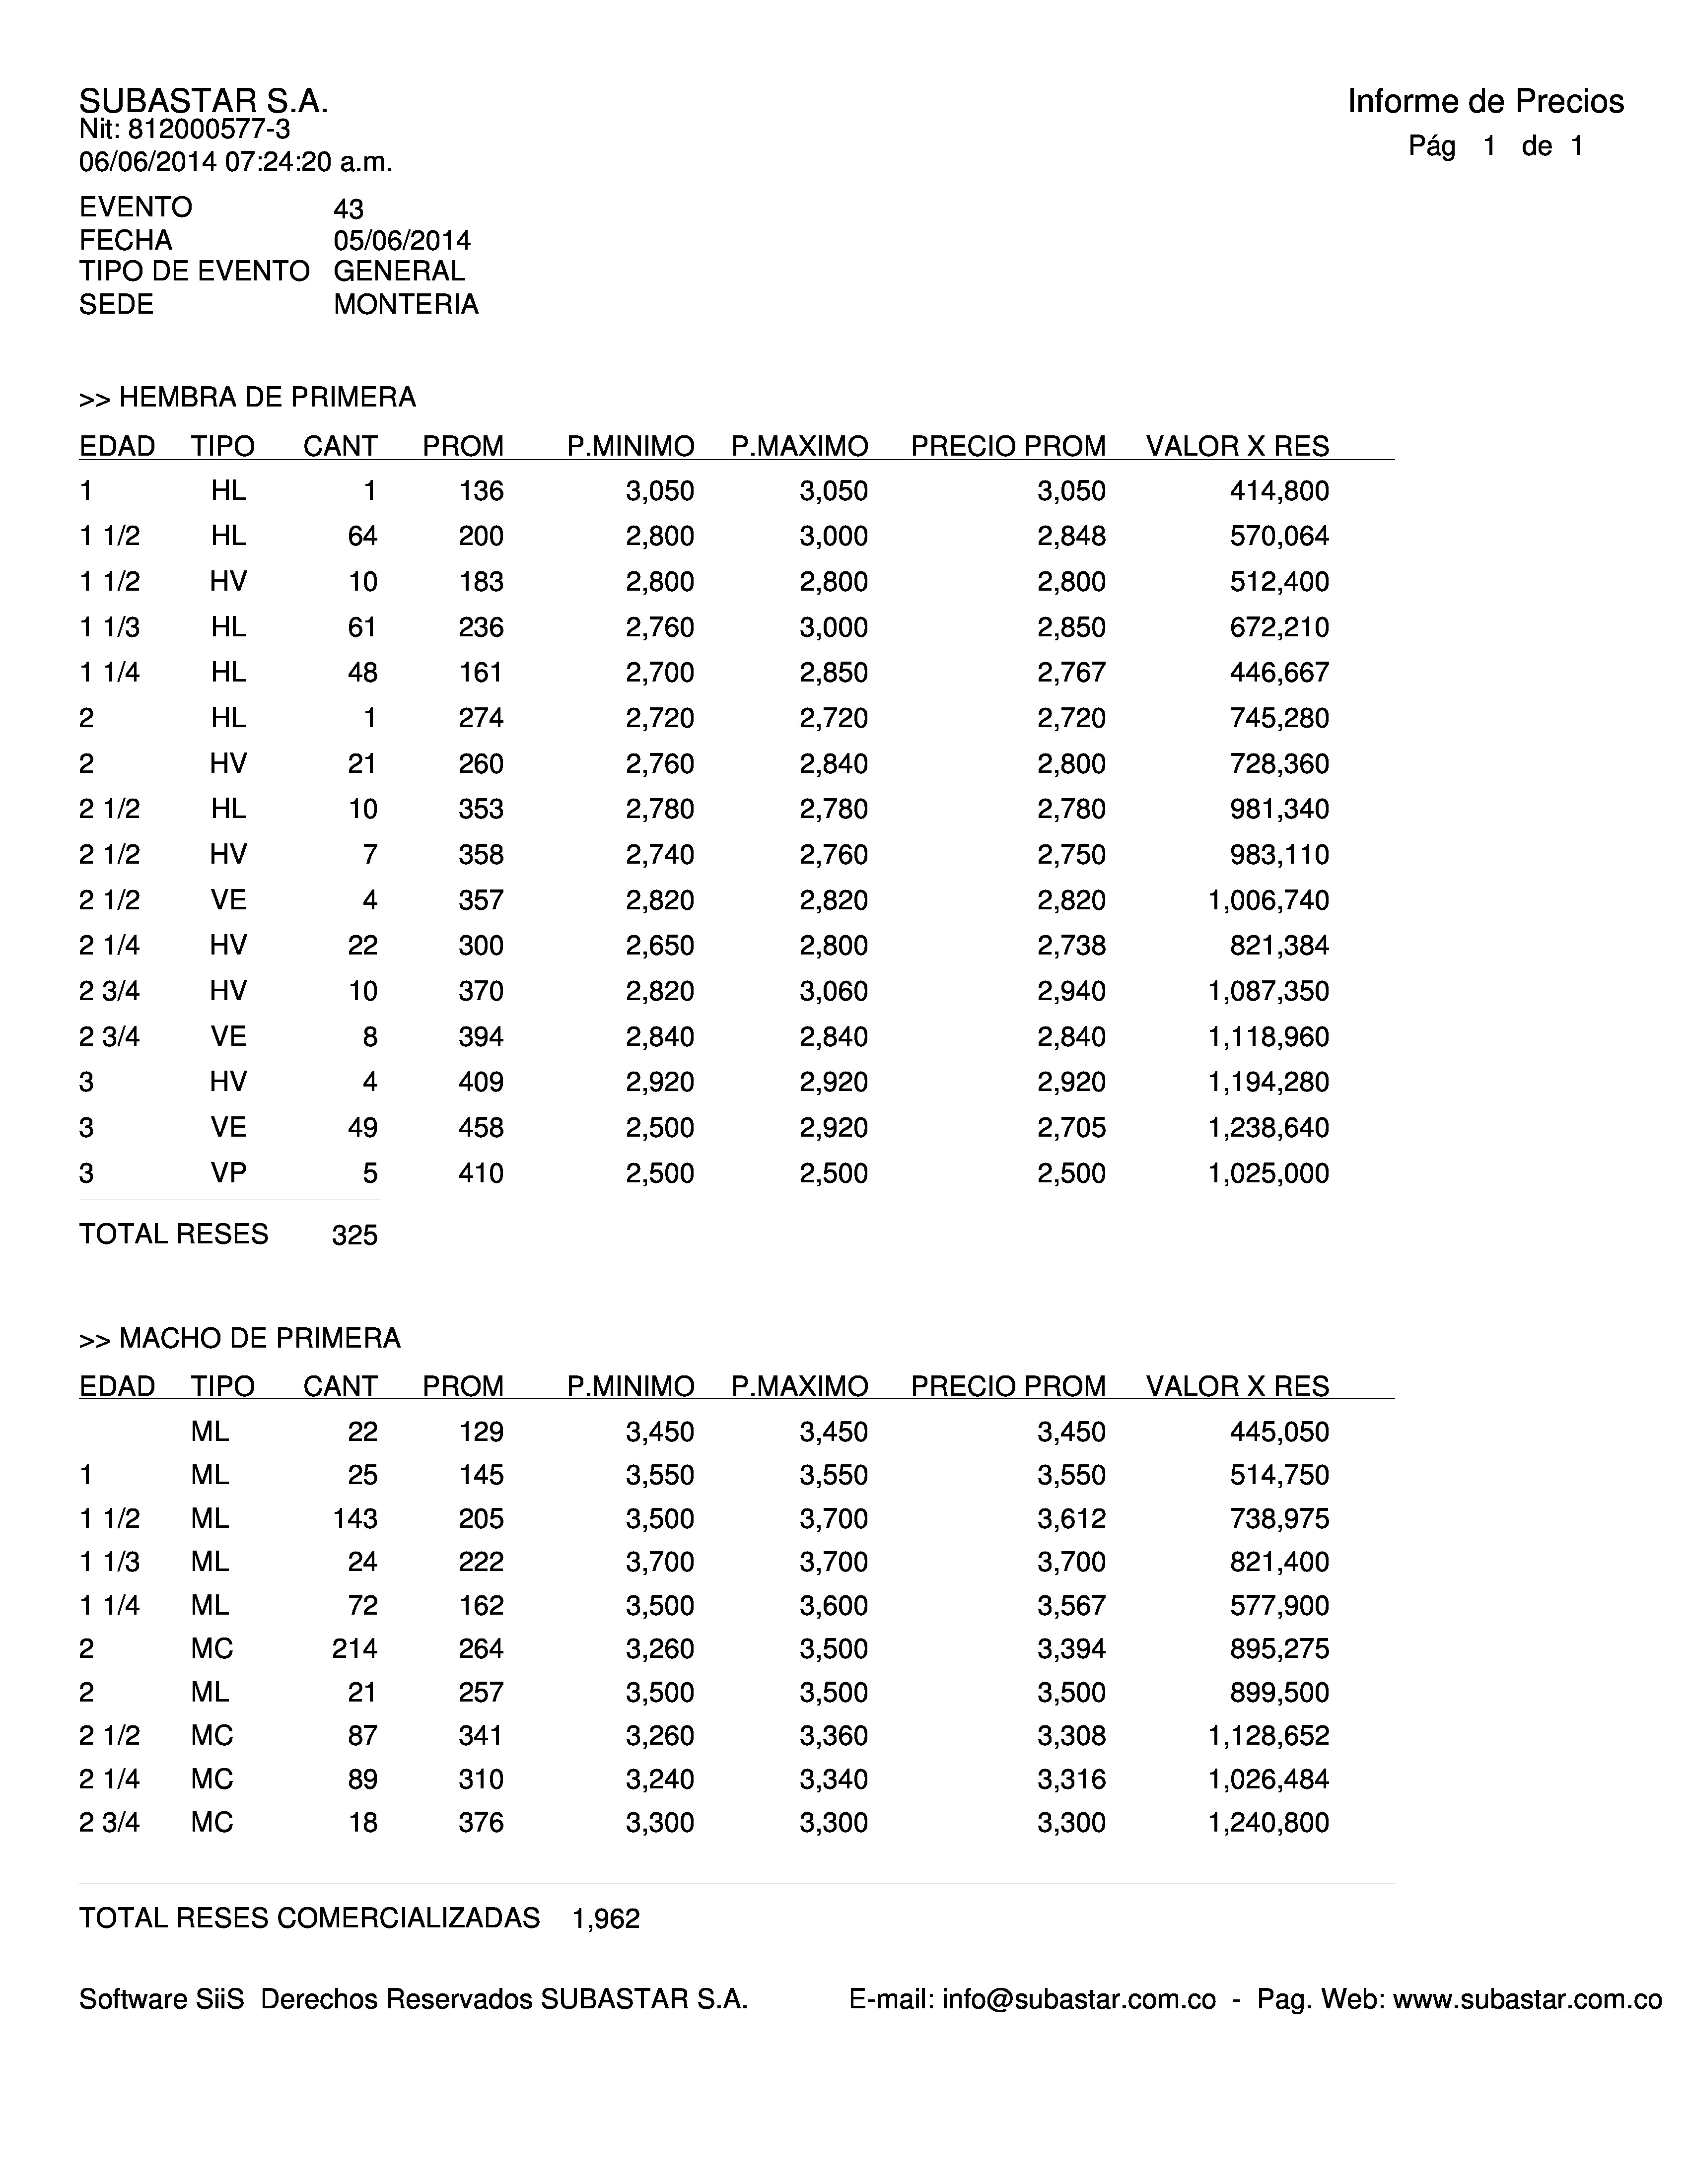 SUBASTAR S.A.
Informe de Precios
Nit: 812000577-3
Pág 1 de 1
06/06/2014 07:24:20 a.m.
EVENTO 43
FECHA 05/06/2014
TIPO DE EVENTO GENERAL
SEDE MONTERIA
>> HEMBRA DE PRIMERA
EDAD TIPO CANT PROM P.MINIMO P.MAXIMO PRECIO PROM VALOR X RES
1 HL 1 136 3,050 3,050 3,050 414,800
1 1/2 HL 64 200 2,800 3,000 2,848 570,064
1 1/2 HV 10 183 2,800 2,800 2,800 512,400
1 1/3 HL 61 236 2,760 3,000 2,850 672,210
1 1/4 HL 48 161 2,700 2,850 2,767 446,667
2 HL 1 274 2,720 2,720 2,720 745,280
2 HV 21 260 2,760 2,840 2,800 728,360
2 1/2 HL 10 353 2,780 2,780 2,780 981,340
2 1/2 HV 7 358 2,740 2,760 2,750 983,110
2 1/2 VE 4 357 2,820 2,820 2,820 1,006,740
2 1/4 HV 22 300 2,650 2,800 2,738 821,384
2 3/4 HV 10 370 2,820 3,060 2,940 1,087,350
2 3/4 VE 8 394 2,840 2,840 2,840 1,118,960
3 HV 4 409 2,920 2,920 2,920 1,194,280
3 VE 49 458 2,500 2,920 2,705 1,238,640
3 VP 5 410 2,500 2,500 2,500 1,025,000
TOTAL RESES 325
>> MACHO DE PRIMERA
EDAD TIPO CANT PROM P.MINIMO P.MAXIMO PRECIO PROM VALOR X RES
ML 22 129 3,450 3,450 3,450 445,050
1 ML 25 145 3,550 3,550 3,550 514,750
1 1/2 ML 143 205 3,500 3,700 3,612 738,975
1 1/3 ML 24 222 3,700 3,700 3,700 821,400
1 1/4 ML 72 162 3,500 3,600 3,567 577,900
2 MC 214 264 3,260 3,500 3,394 895,275
2 ML 21 257 3,500 3,500 3,500 899,500
2 1/2 MC 87 341 3,260 3,360 3,308 1,128,652
2 1/4 MC 89 310 3,240 3,340 3,316 1,026,484
2 3/4 MC 18 376 3,300 3,300 3,300 1,240,800
TOTAL RESES COMERCIALIZADAS 1,962
Software SiiS Derechos Reservados SUBASTAR S.A. E-mail: info@subastar.com.co - Pag. Web: www.subastar.com.co